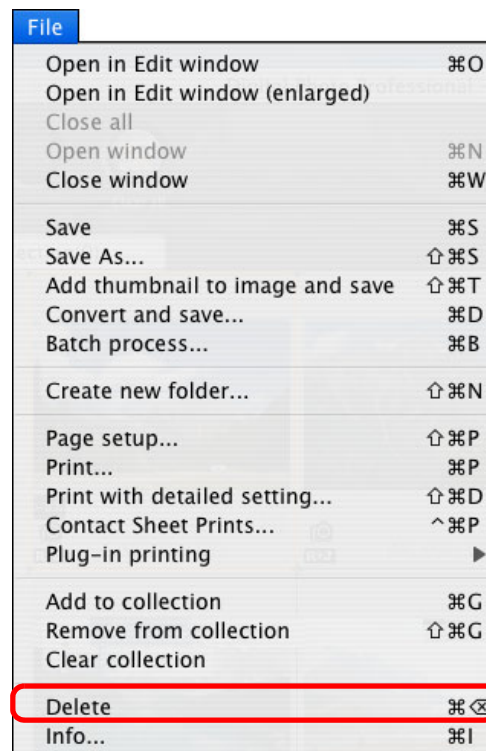 File
Open in Edit window ⌘O
Open in Edit window (enlarged)
Close all
Open window ⌘N
Close window ⌘W
Save ⌘S
Save As... ⇧⌘S
Add thumbnail to image and save ⇧⌘T
Convert and save... ⌘D
Batch process... ⌘B
Create new folder... ⇧⌘N
Page setup... ⇧⌘P
Print... ⌘P
Print with detailed setting... ⇧⌘D
Contact Sheet Prints... ^⌘P
Plug-in printing ▶
Add to collection ⌘G
Remove from collection ⇧⌘G
Clear collection
Delete ⌘⌫
Info... ⌘I